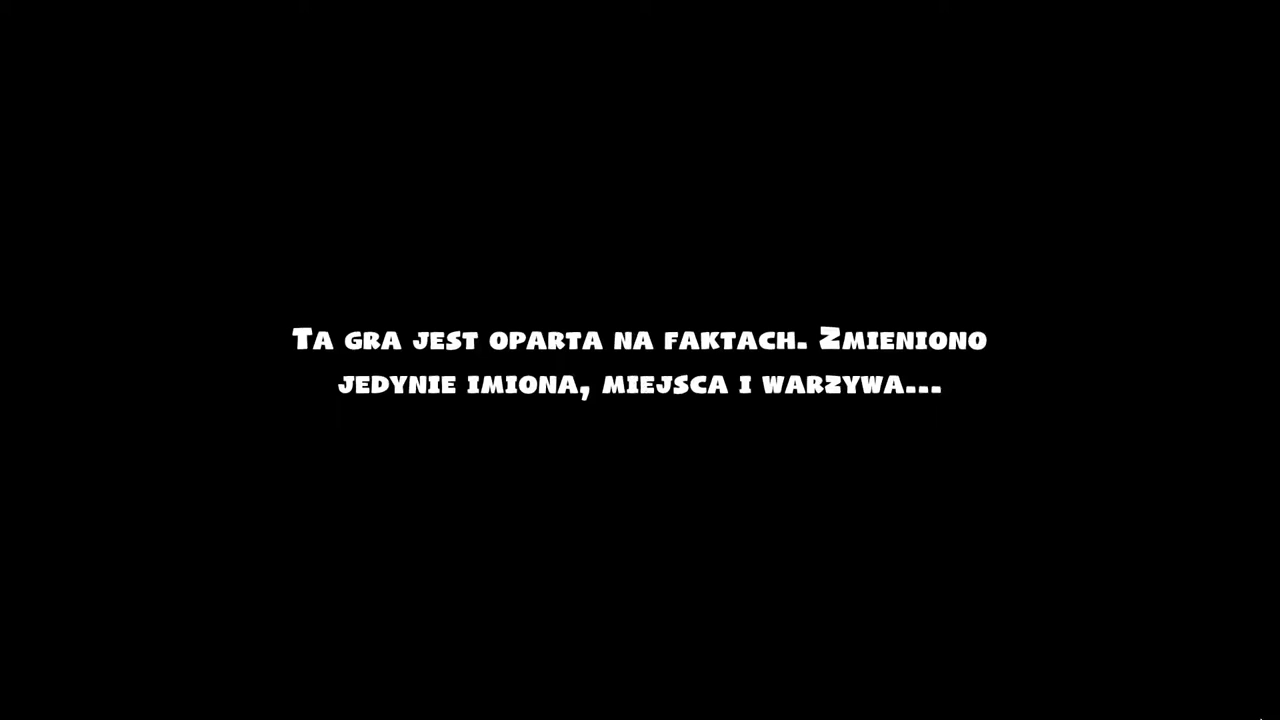 Ta gra jest oparta na faktach. Zmieniono
jedynie imiona, miejsca i warzywa...